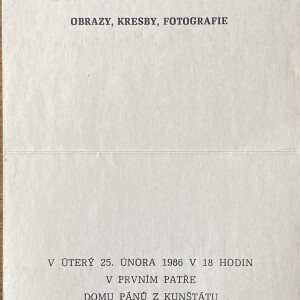 OBRAZY, KRESBY, FOTOGRAFIE
V ÚTERÝ 25. ÚNORA 1986 V 18 HODIN
V PRVNÍM PATŘE
DOMU PÁNŮ Z KUNŠTÁTU